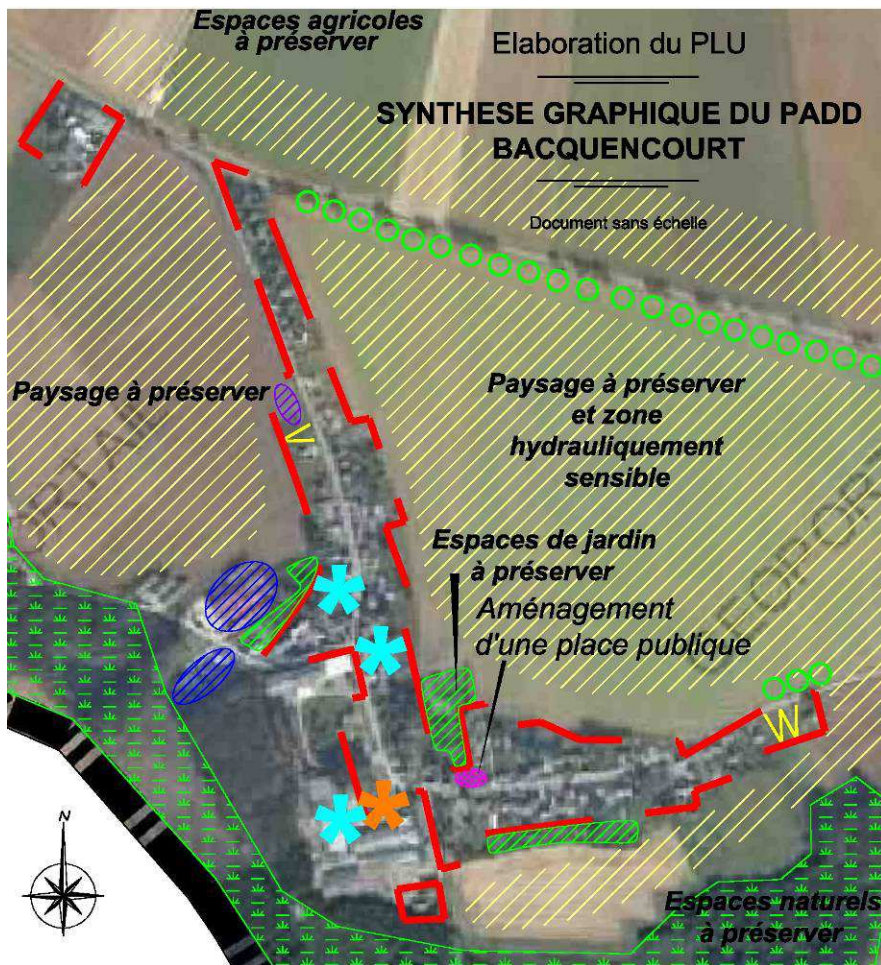 Espaces agricoles
à préserver
Elaboration du PLU
SYNTHESE GRAPHIQUE DU PADD
BACQUENCOURT
Document sans échelle
Paysage à préserver
Paysage à préserver
et zone
hydrauliquement
sensible
Espaces de jardin
à préserver
Aménagement
d'une place publique
N
Espaces naturels
à préserver